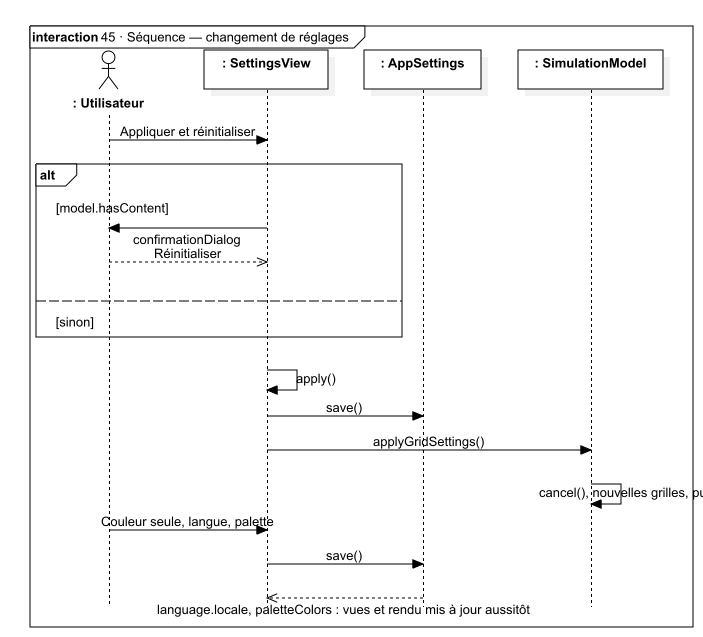 interaction 45 · Séquence — changement de réglages
: Utilisateur
: SettingsView
: AppSettings
: SimulationModel
Appliquer et réinitialiser
alt
[model.hasContent]
confirmationDialog
Réinitialiser
[sinon]
apply()
save()
applyGridSettings()
cancel(), nouvelles grilles, pu
Couleur seule, langue, palette
save()
language.locale, paletteColors : vues et rendu mis à jour aussitôt